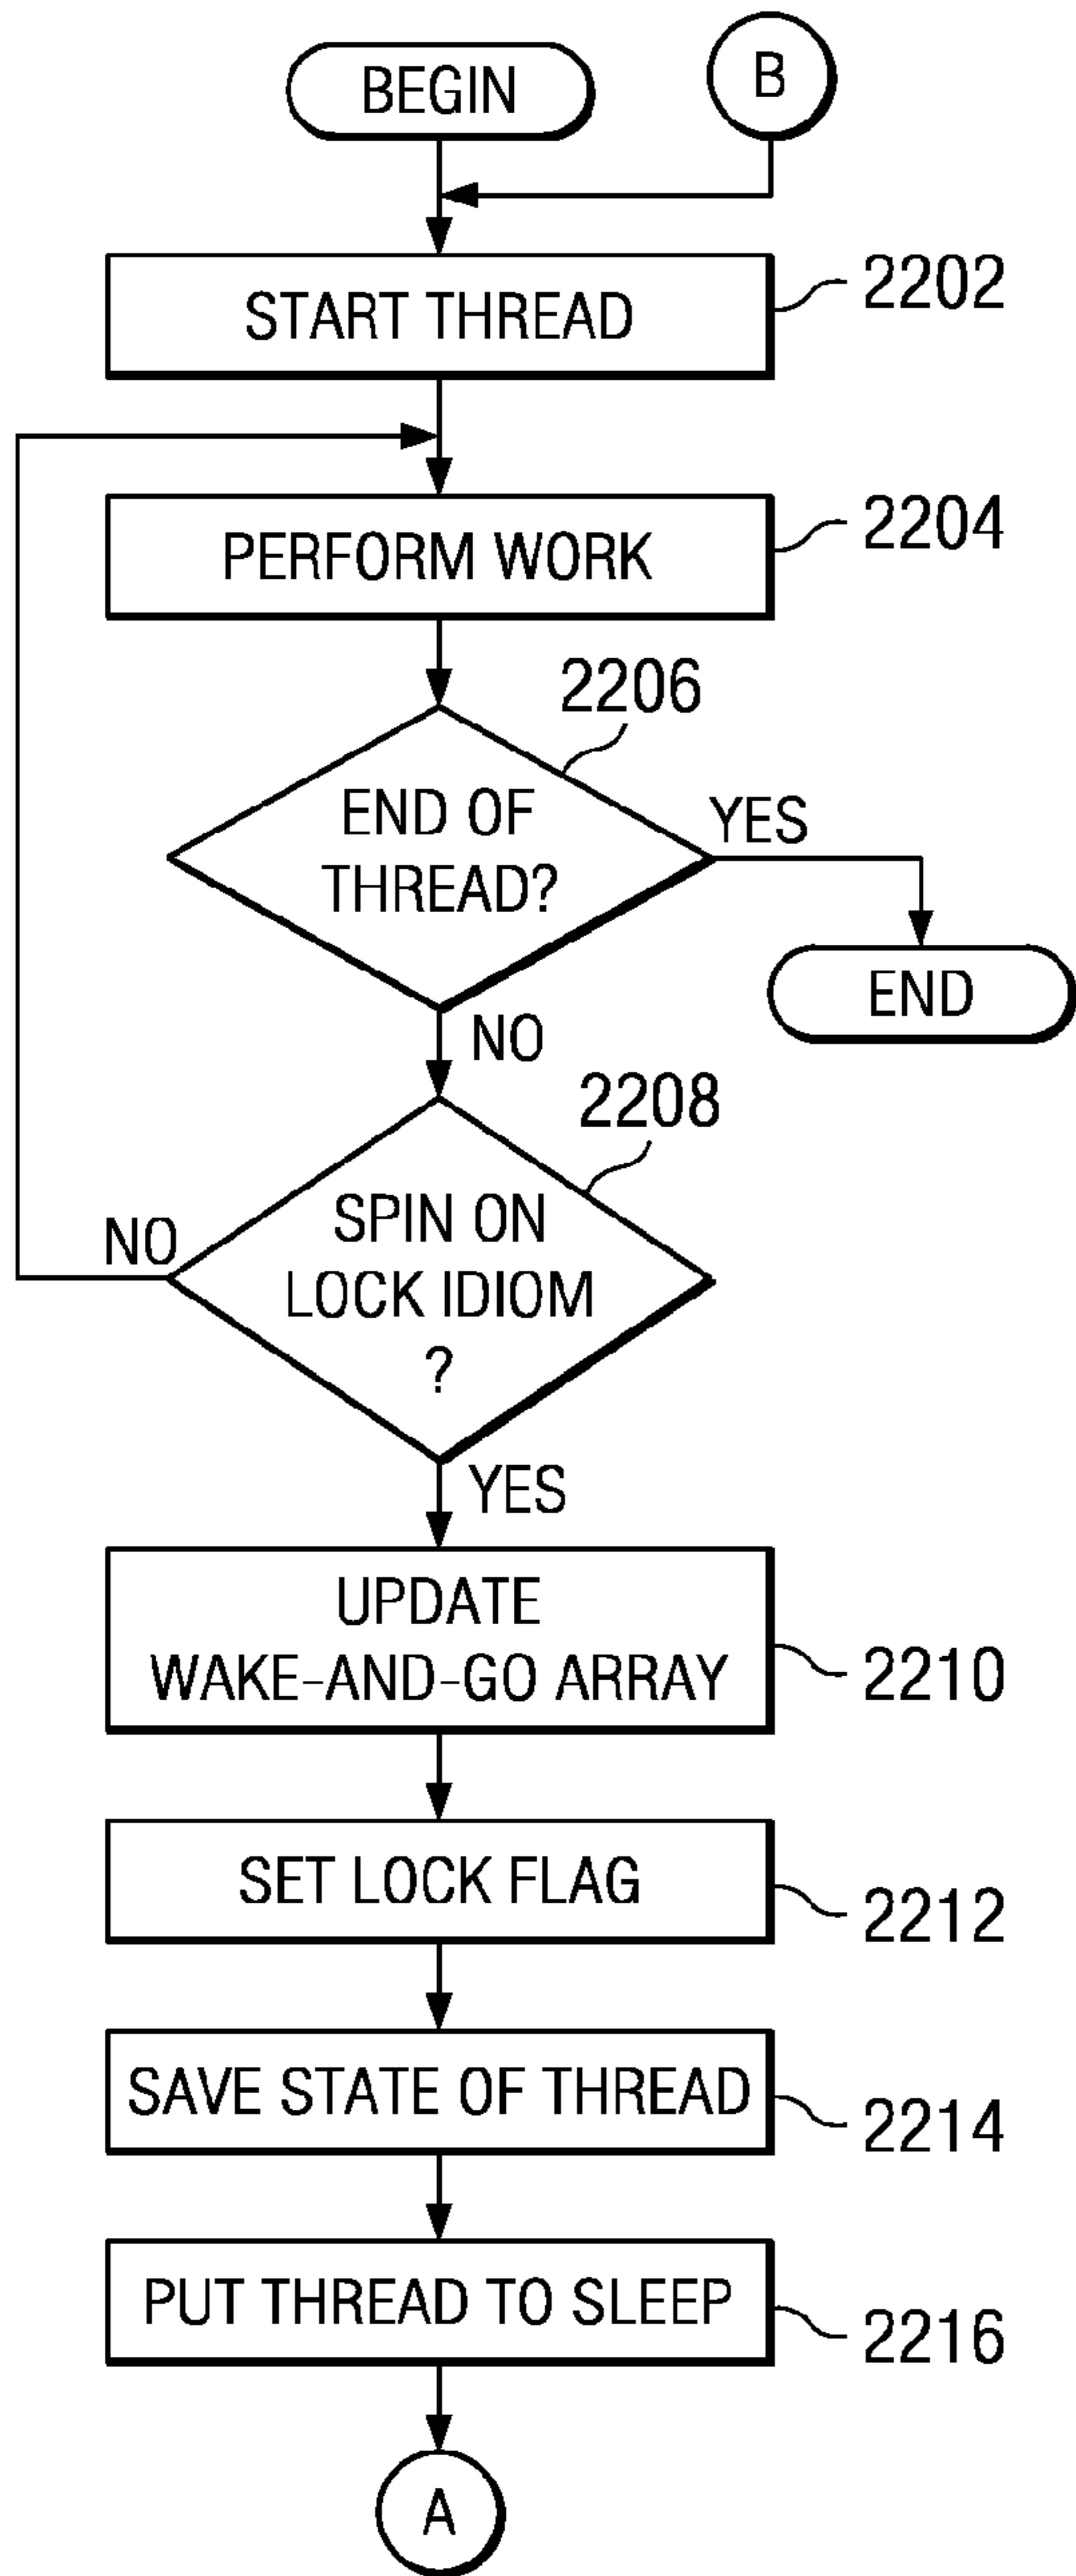 BEGIN
B
START THREAD
2202
PERFORM WORK
2204
2206
END OF
THREAD?
YES
END
NO
2208
SPIN ON
LOCK IDIOM
?
NO
YES
UPDATE
WAKE-AND-GO ARRAY
2210
SET LOCK FLAG
2212
SAVE STATE OF THREAD
2214
PUT THREAD TO SLEEP
2216
A